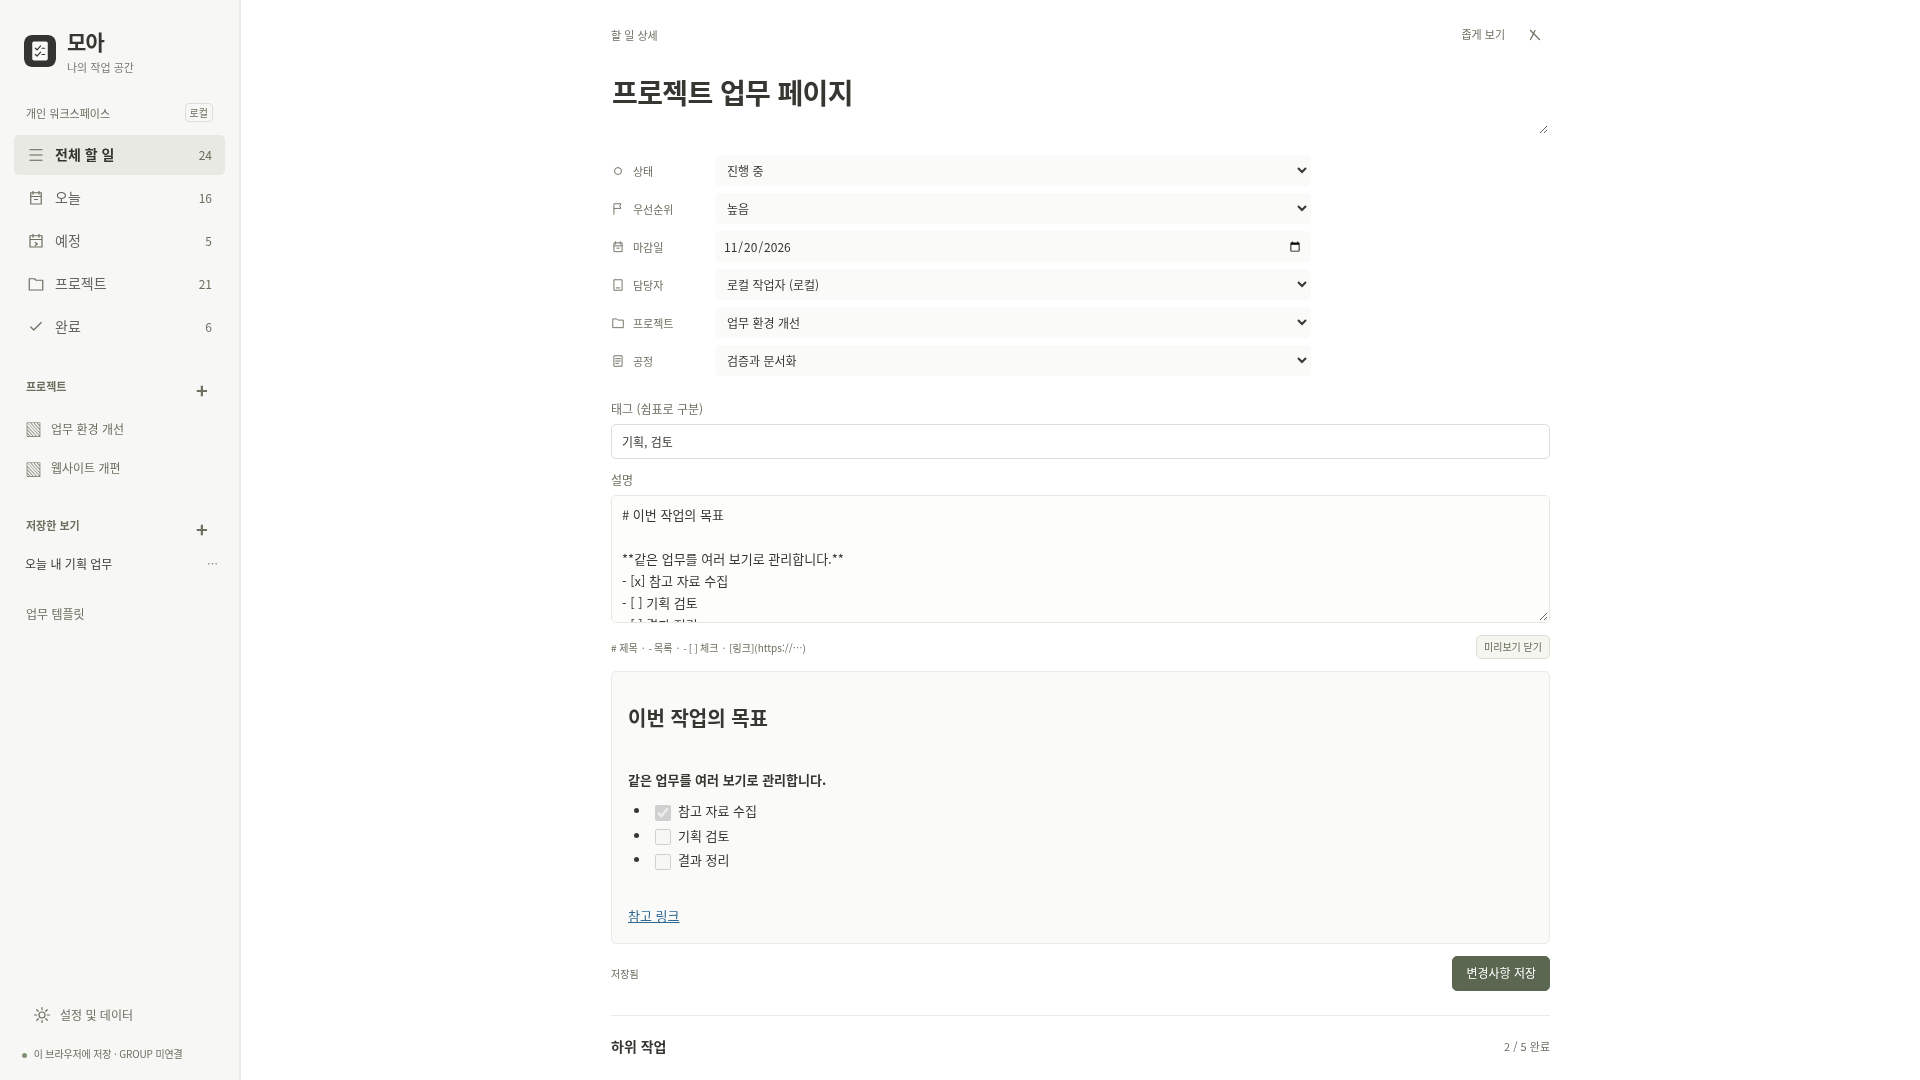 모아
나의 작업 공간
개인 워크스페이스
로컬
전체 할 일 24
오늘 16
예정 5
프로젝트 21
완료 6
프로젝트 +
업무 환경 개선
웹사이트 개편
저장한 보기 +
오늘 내 기획 업무 ···
업무 템플릿
설정 및 데이터
이 브라우저에 저장 · GROUP 미연결
할 일 상세
좁게 보기
프로젝트 업무 페이지
상태 진행 중
우선순위 높음
마감일 11/20/2026
담당자 로컬 작업자 (로컬)
프로젝트 업무 환경 개선
공정 검증과 문서화
태그 (쉼표로 구분)
기획, 검토
설명
# 이번 작업의 목표
**같은 업무를 여러 보기로 관리합니다.**
- [x] 참고 자료 수집
- [ ] 기획 검토
# 제목 · - 목록 · - [ ] 체크 · [링크](https://···)
미리보기 닫기
이번 작업의 목표
같은 업무를 여러 보기로 관리합니다.
참고 자료 수집
기획 검토
결과 정리
참고 링크
저장됨
변경사항 저장
하위 작업
2 / 5 완료